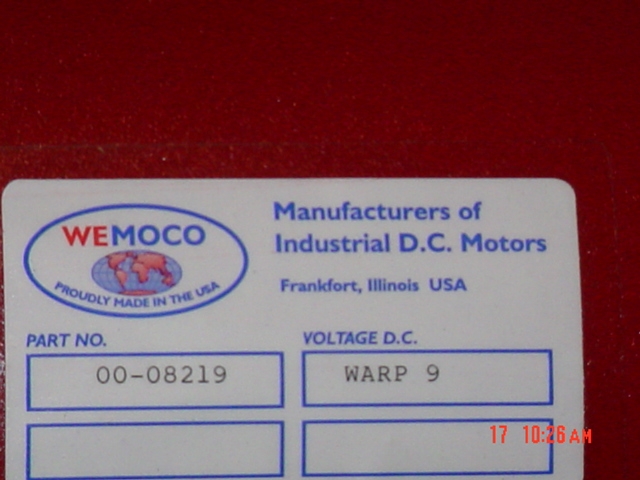 WEMOCO
PROUDLY MADE IN THE USA
Manufacturers of
Industrial D.C. Motors
Frankfort, Illinois USA
PART NO.
VOLTAGE D.C.
00-08219
WARP 9
17 10:26 AM